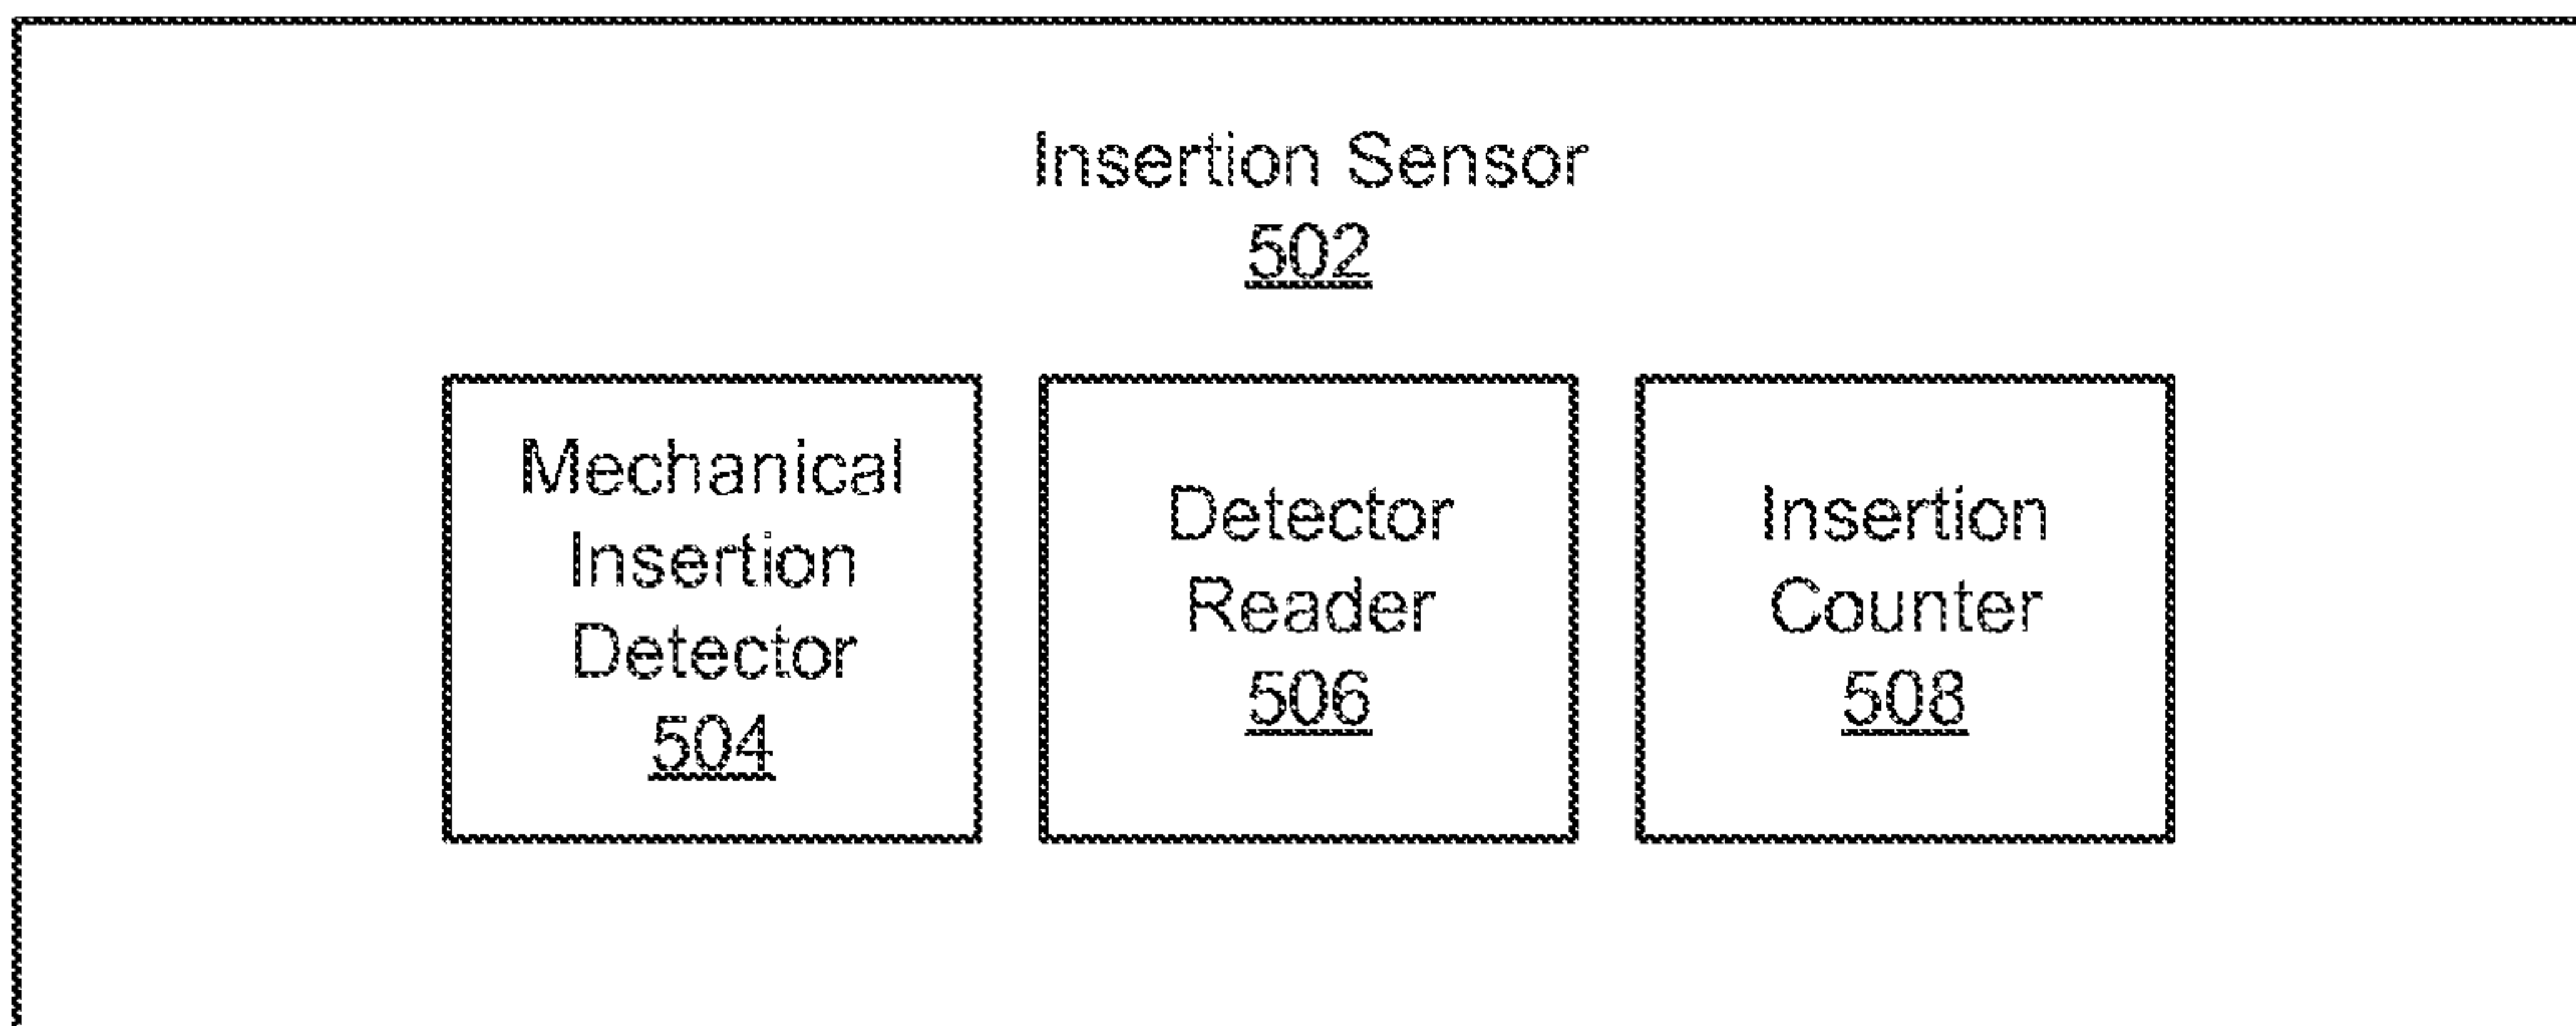 Insertion Sensor
502
Mechanical
Insertion
Detector
504
Detector
Reader
506
Insertion
Counter
508